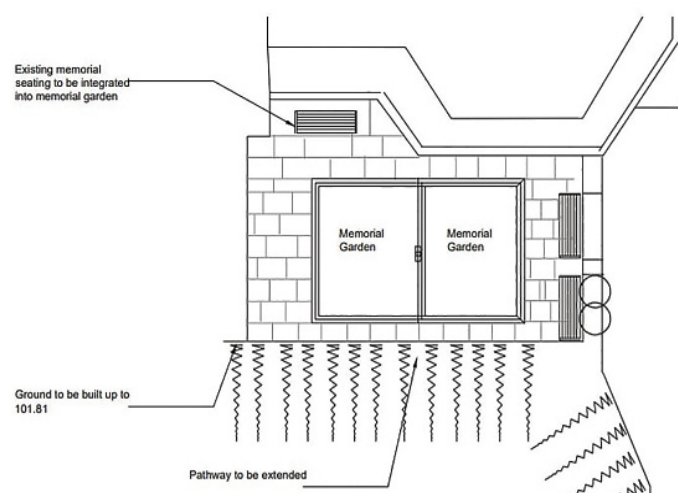 Existing memorial
seating to be integrated
into memorial garden
Memorial
Garden
Memorial
Garden
Ground to be built up to
101.81
Pathway to be extended